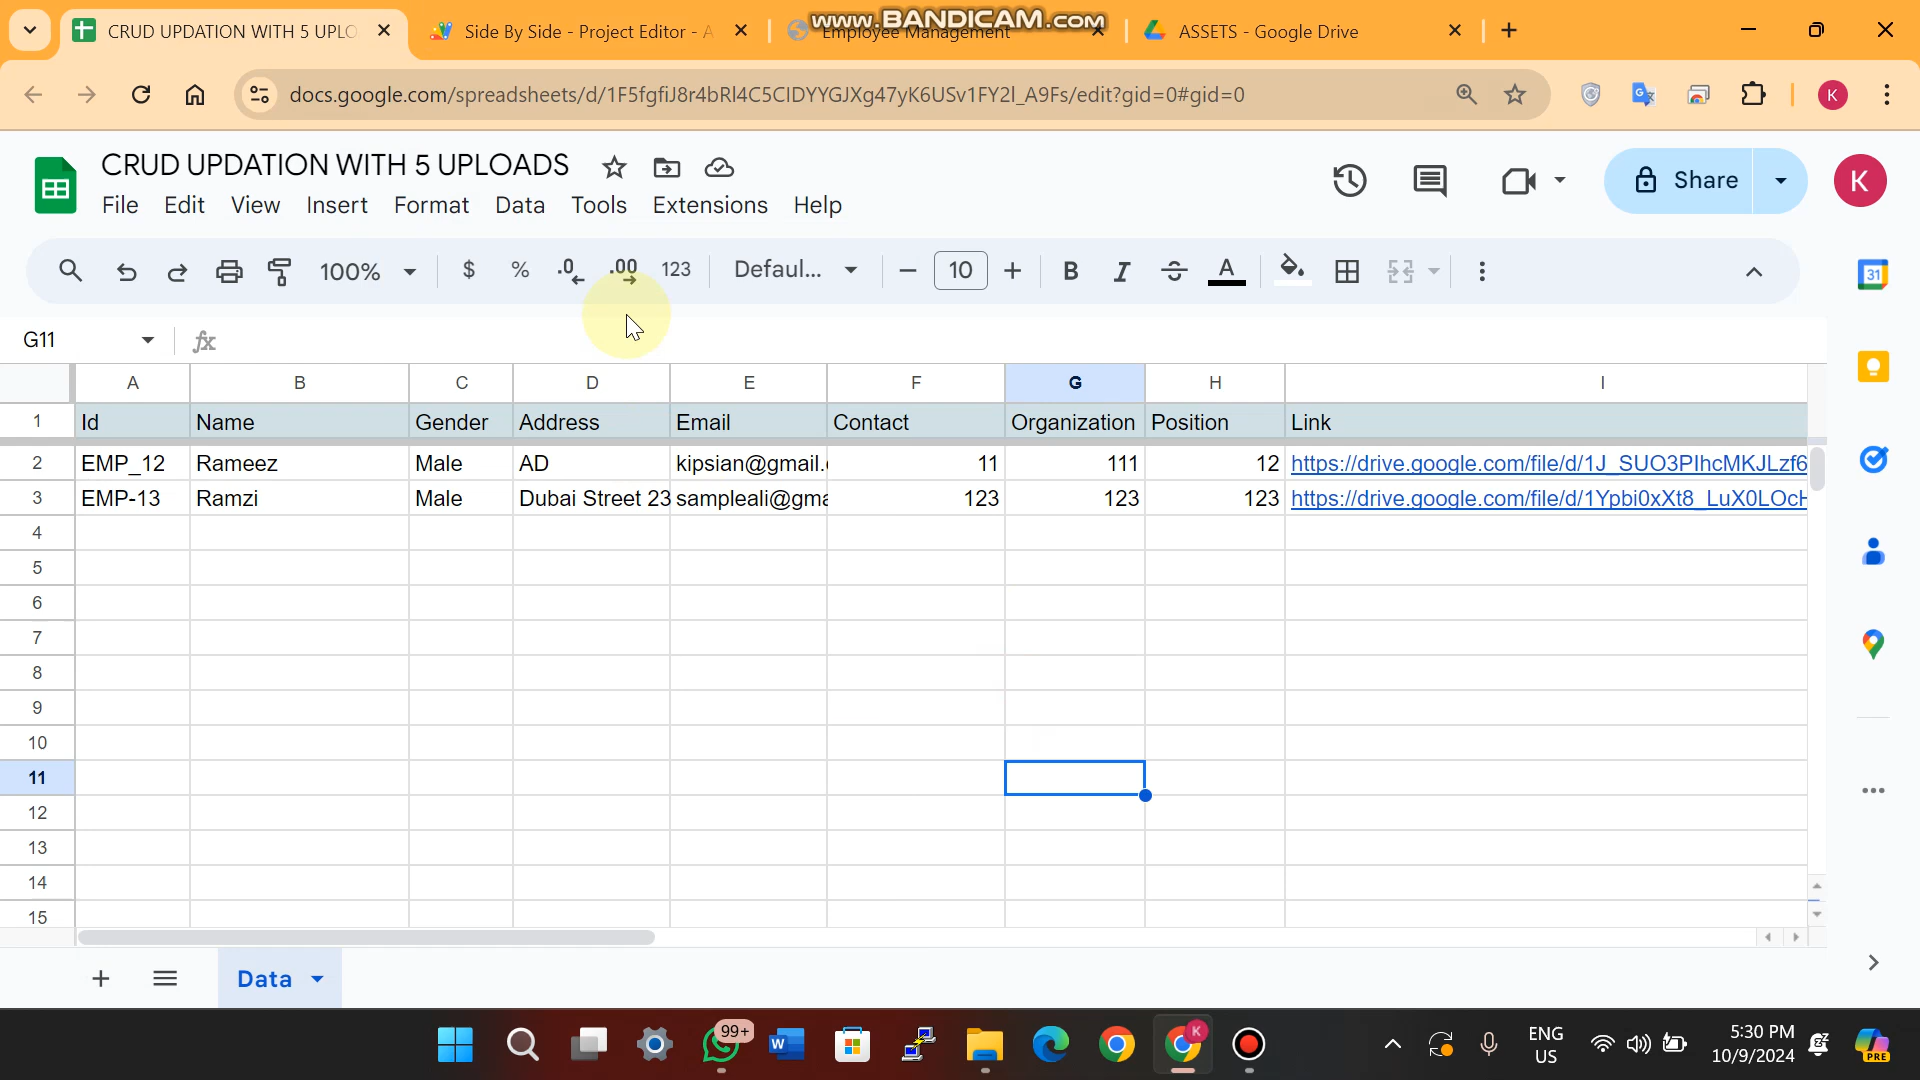 www.BANDICAM.com
CRUD UPDATION WITH 5 UPLO
Side By Side - Project Editor - A
Employee Management
ASSETS - Google Drive
docs.google.com/spreadsheets/d/1F5fgfiJ8r4bRl4C5CIDYYGJXg47yK6USv1FY2l_A9Fs/edit?gid=0#gid=0
K
CRUD UPDATION WITH 5 UPLOADS
File Edit View Insert Format Data Tools Extensions Help
Share
K
100% $ % .0 .00 123 Defaul... 10 B I A
31
G11 fx
A B C D E F G H I
1 Id Name Gender Address Email Contact Organization Position Link
2 EMP_12 Rameez Male AD kipsian@gmail. 11 111 12 https://drive.google.com/file/d/1J_SUO3PIhcMKJLzf6
3 EMP-13 Ramzi Male Dubai Street 23 sampleali@gma 123 123 123 https://drive.google.com/file/d/1Ypbi0xXt8_LuX0LOcH
4
5
6
7
8
9
10
11
12
13
14
15
Data
99+
W
K
ENG
US
5:30 PM
10/9/2024
PRE